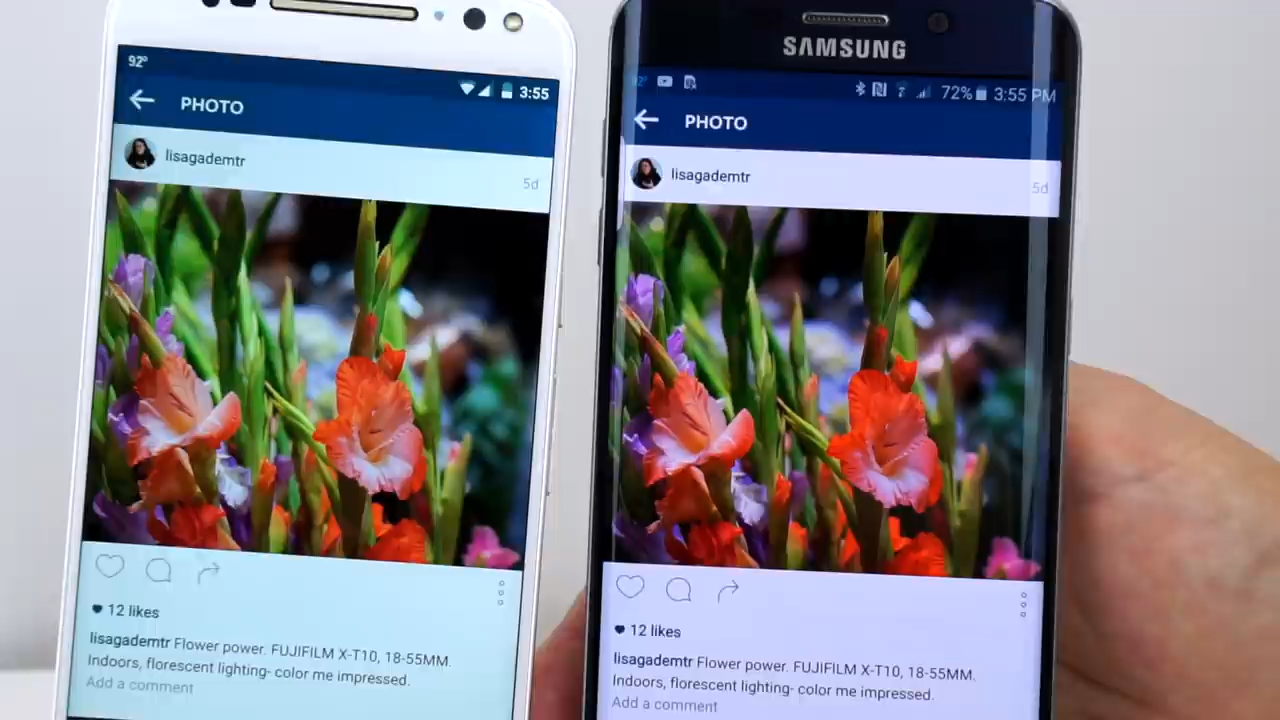 92°
3:55
PHOTO
lisagademtr
5d
12 likes
lisagademtr Flower power. FUJIFILM X-T10, 18-55MM.
Indoors, florescent lighting- color me impressed.
Add a comment
SAMSUNG
92°
72%
3:55 PM
PHOTO
lisagademtr
5d
12 likes
lisagademtr Flower power. FUJIFILM X-T10, 18-55MM.
Indoors, florescent lighting- color me impressed.
Add a comment